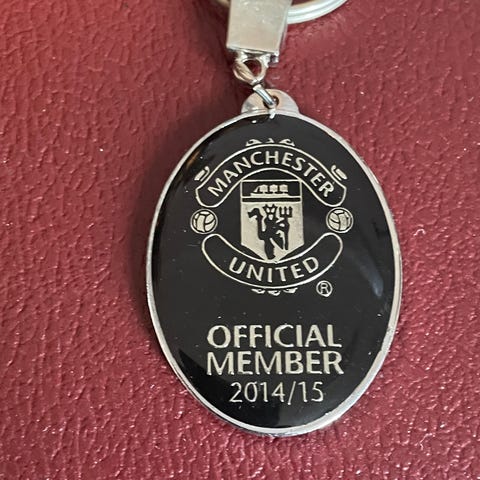 MANCHESTER
UNITED
®
OFFICIAL
MEMBER
2014/15